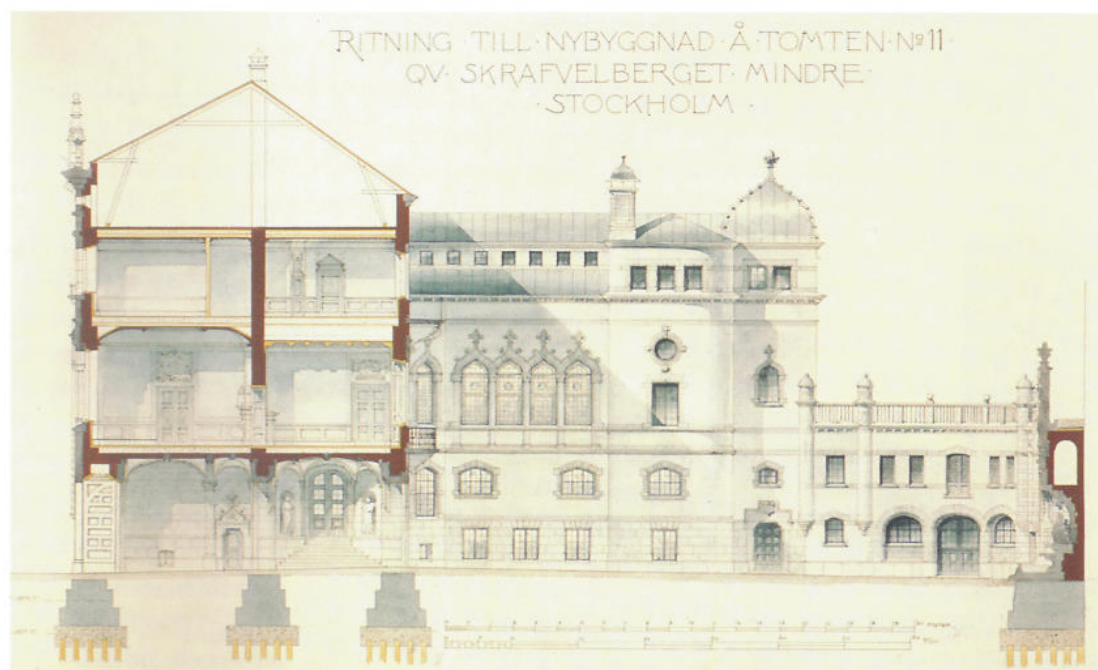 RITNING · TILL · NYBYGGNAD · Å · TOMTEN · Nº 11 ·
QV · SKRAFVELBERGET · MINDRE ·
· STOCKHOLM ·